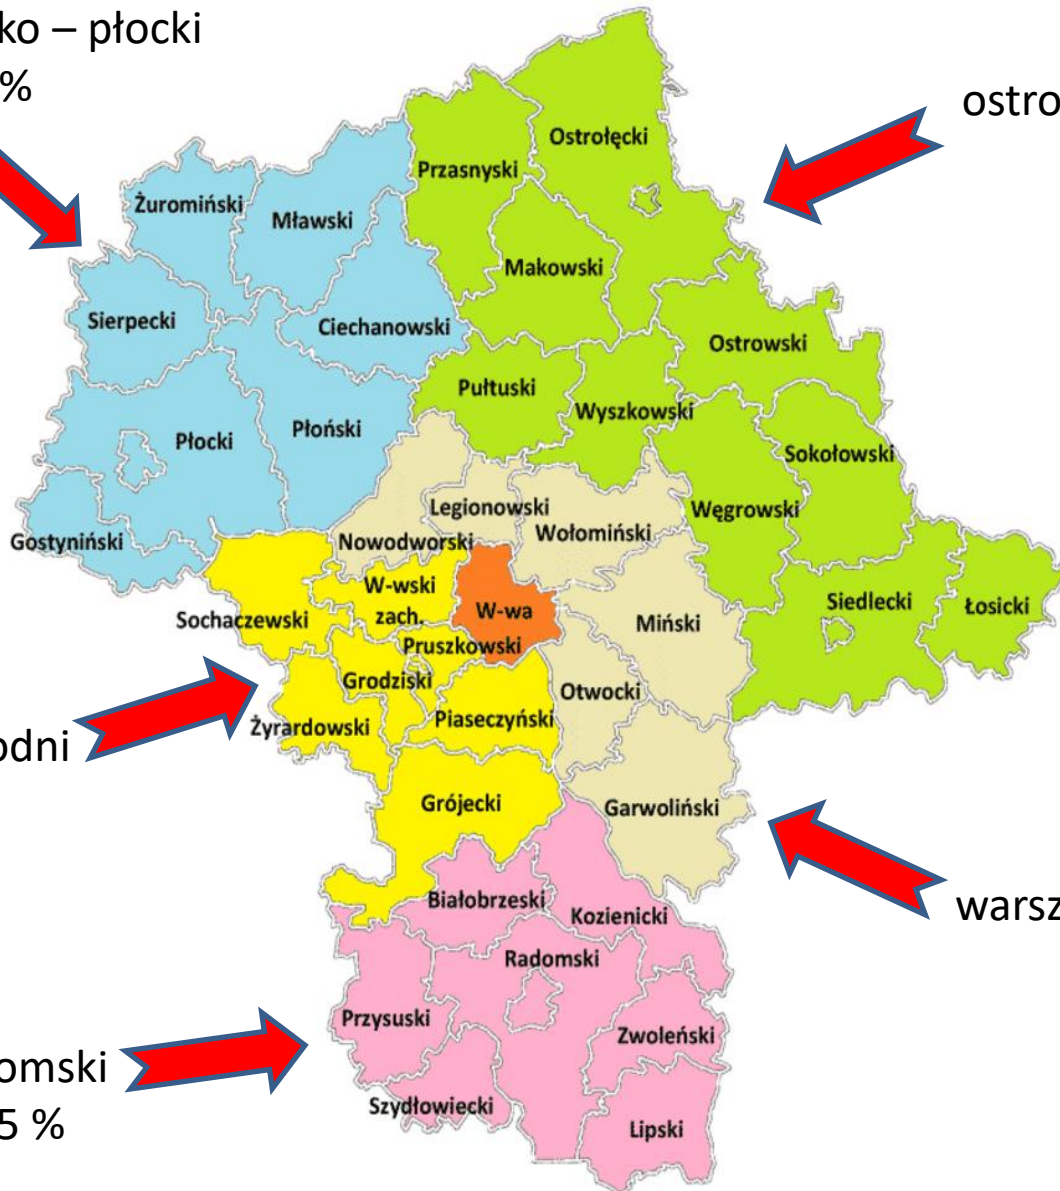 ko – płocki
%
ostro
Ostrołęcki
Przasnyski
Żuromiński
Mławski
Makowski
Sierpecki
Ciechanowski
Ostrowski
Pułtuski
Wyszkowski
Płocki
Płoński
Sokołowski
Legionowski
Węgrowski
Wołomiński
Gostyniński
Nowodworski
W-wski
zach.
W-wa
Siedlecki
Łosicki
Sochaczewski
Miński
Pruszkowski
Grodziski
Otwocki
Żyrardowski
Piaseczyński
odni
Grójecki
Garwoliński
Białobrzeski
Kozienicki
warsz
Radomski
Przysuski
Zwoleński
omski
5 %
Szydłowiecki
Lipski